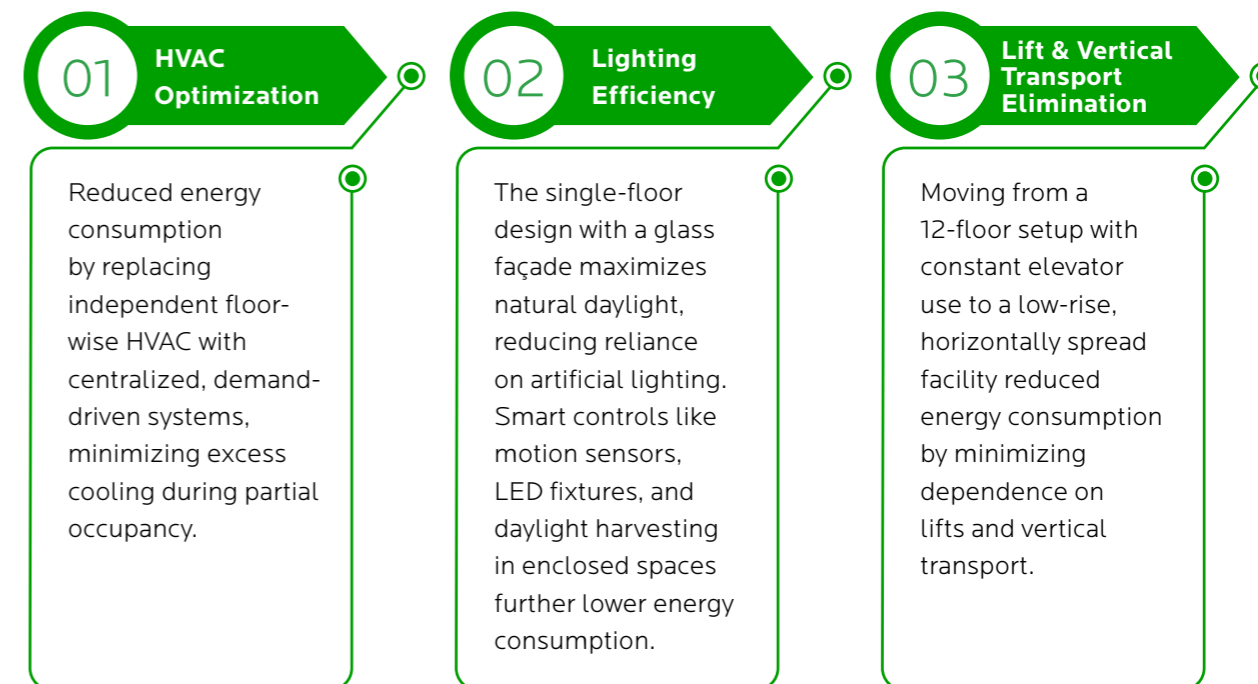 01
HVAC
Optimization
Reduced energy
consumption
by replacing
independent floor-
wise HVAC with
centralized, demand-
driven systems,
minimizing excess
cooling during partial
occupancy.
02
Lighting
Efficiency
The single-floor
design with a glass
façade maximizes
natural daylight,
reducing reliance
on artificial lighting.
Smart controls like
motion sensors,
LED fixtures, and
daylight harvesting
in enclosed spaces
further lower energy
consumption.
03
Lift & Vertical
Transport
Elimination
Moving from a
12-floor setup with
constant elevator
use to a low-rise,
horizontally spread
facility reduced
energy consumption
by minimizing
dependence on
lifts and vertical
transport.